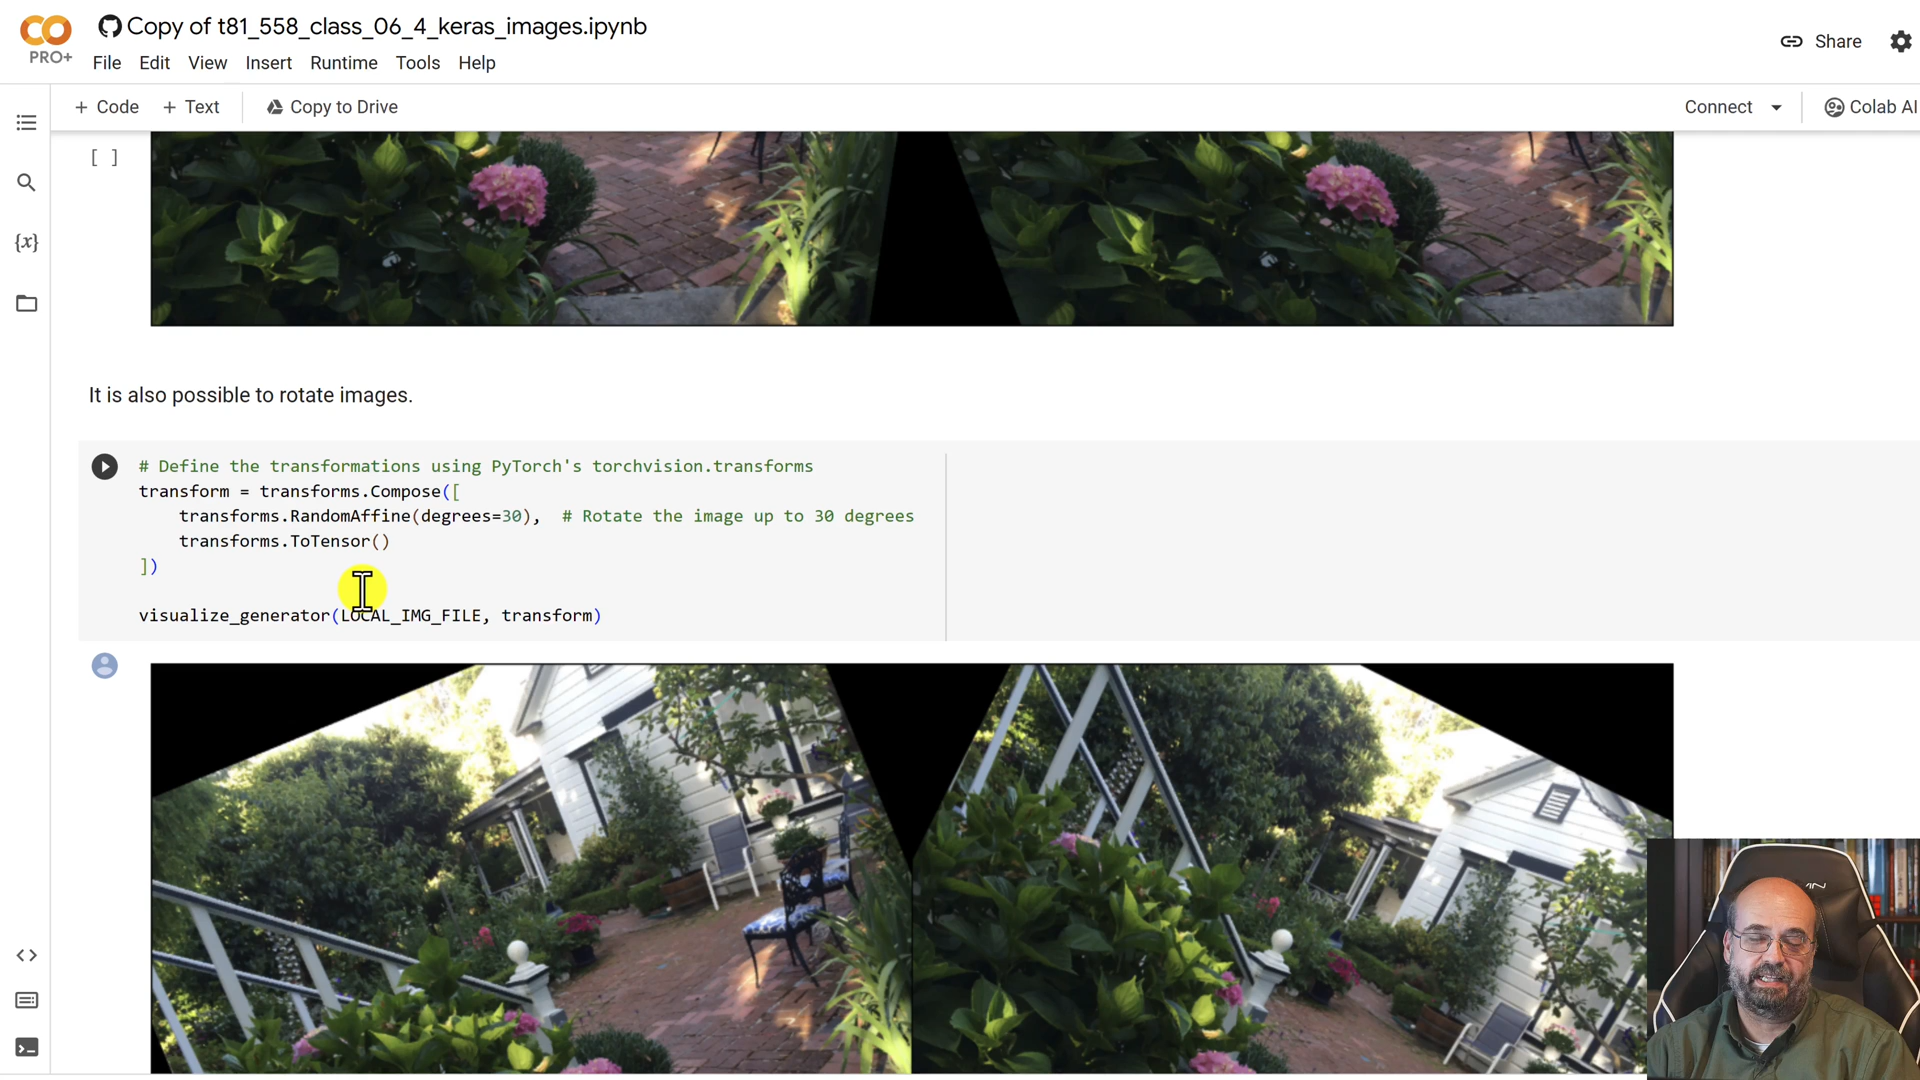 Copy of t81_558_class_06_4_keras_images.ipynb
PRO+
File Edit View Insert Runtime Tools Help
Share
+ Code + Text Copy to Drive
Connect
Colab AI
[ ]
{x}
It is also possible to rotate images.
# Define the transformations using PyTorch's torchvision.transforms
transform = transforms.Compose([
    transforms.RandomAffine(degrees=30),  # Rotate the image up to 30 degrees
    transforms.ToTensor()
])
visualize_generator(LOCAL_IMG_FILE, transform)